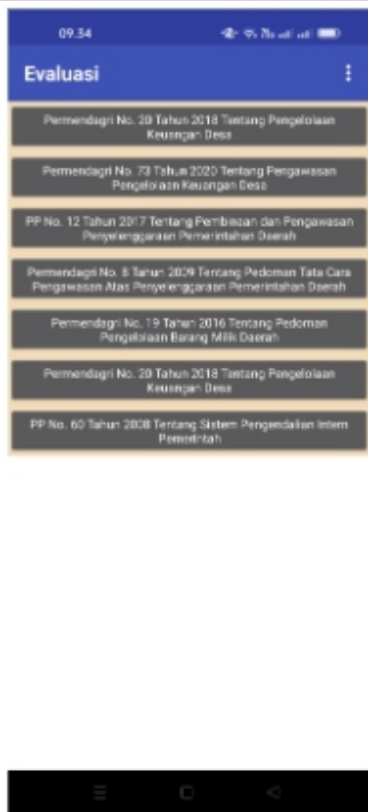 09.34
Evaluasi
Permendagri No. 20 Tahun 2018 Tentang Pengelolaan
Keuangan Desa
Permendagri No. 73 Tahun 2020 Tentang Pengawasan
Pengelolaan Keuangan Desa
PP No. 12 Tahun 2017 Tentang Pembinaan dan Pengawasan
Penyelenggaraan Pemerintahan Daerah
Permendagri No. 8 Tahun 2009 Tentang Pedoman Tata Cara
Pengawasan Atas Penyelenggaraan Pemerintahan Daerah
Permendagri No. 19 Tahun 2016 Tentang Pedoman
Pengelolaan Barang Milik Daerah
Permendagri No. 20 Tahun 2018 Tentang Pengelolaan
Keuangan Desa
PP No. 60 Tahun 2008 Tentang Sistem Pengendalian Intern
Pemerintah